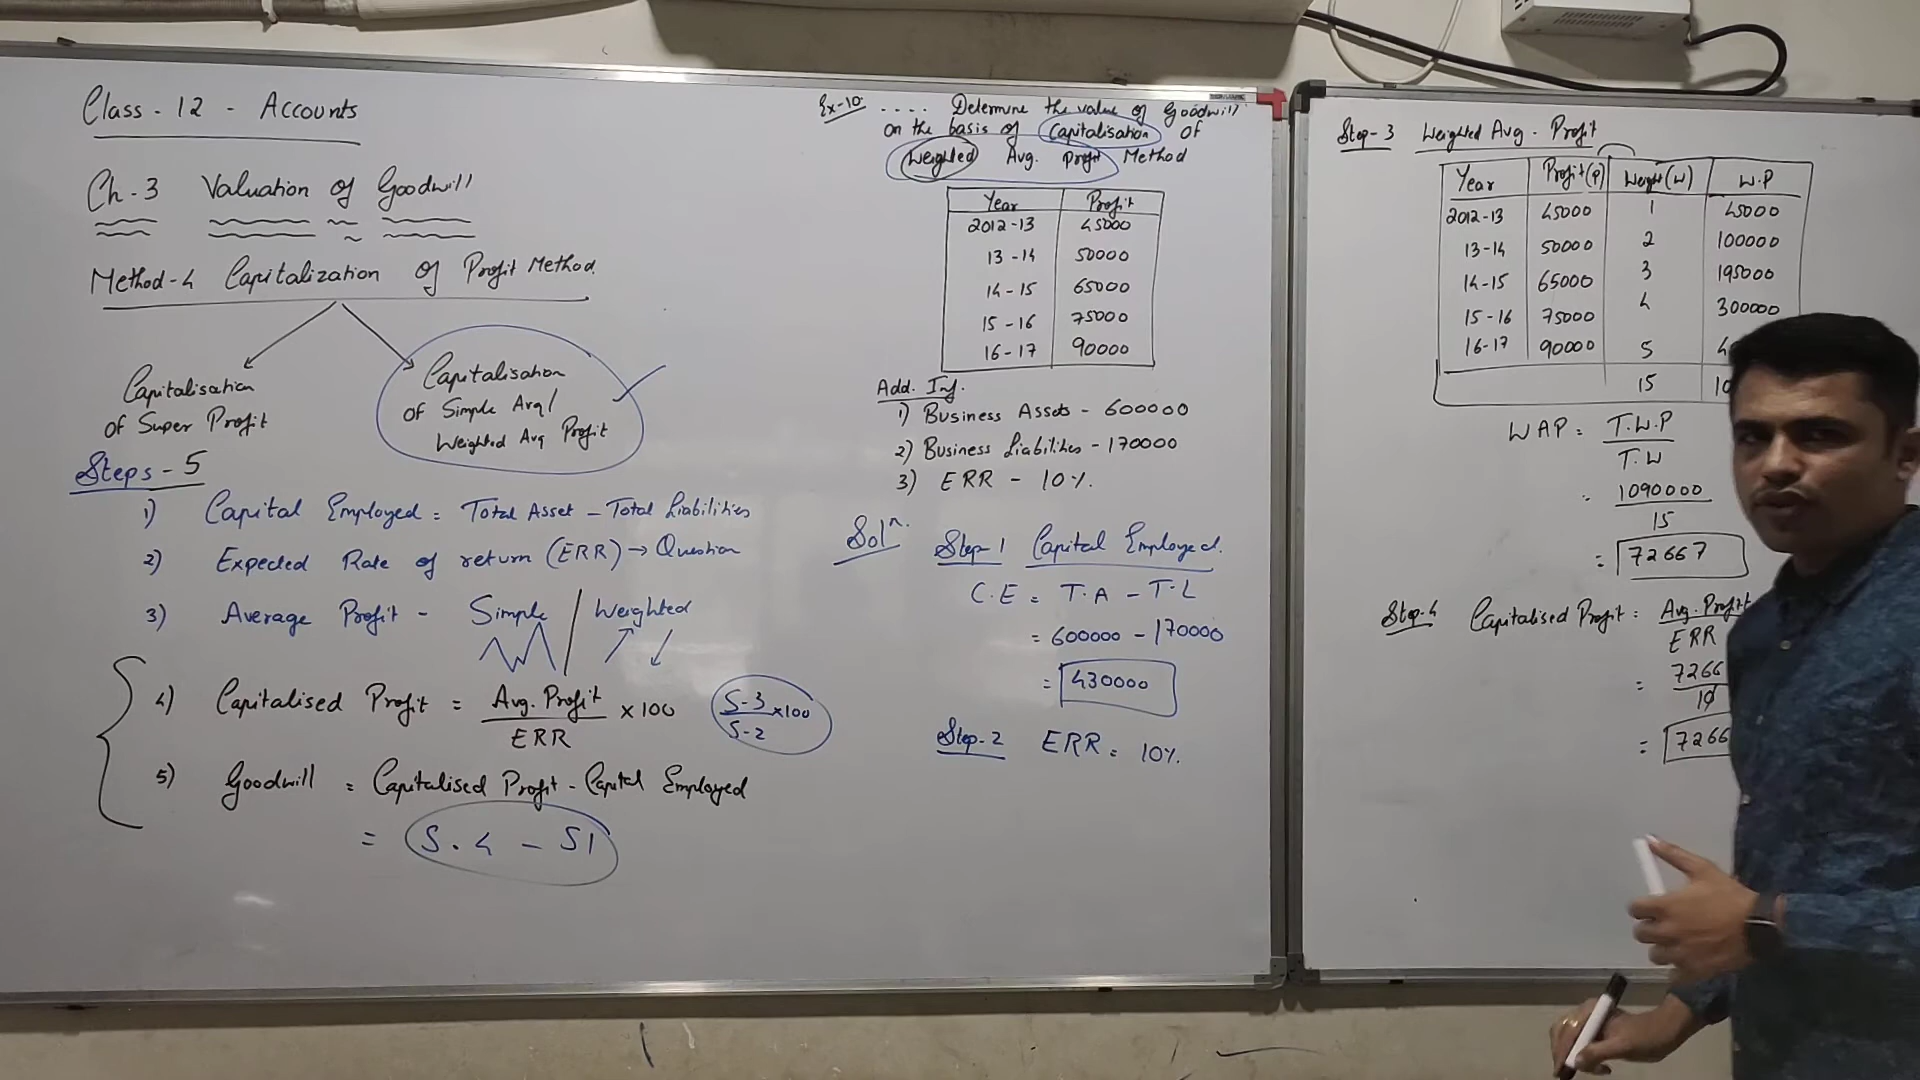 Class - 12 - Accounts
Ch-3 Valuation of Goodwill
Method-4 Capitalization of Profit Method
Capitalisation
of Super Profit
Capitalisation
of Simple Avg/
Weighted Avg Profit
Steps - 5
1) Capital Employed = Total Asset - Total Liabilities
2) Expected Rate of return (ERR) → Question
3) Average Profit - Simple / Weighted
4) Capitalised Profit = Avg. Profit / ERR × 100
S-3 / S-2 × 100
5) Goodwill = Capitalised Profit - Capital Employed
= S.4 - S1
Ex-10. .... Determine the value of Goodwill
on the basis of Capitalisation of
Weighted Avg. Profit Method
Year Profit
2012-13 45000
13-14 50000
14-15 65000
15-16 75000
16-17 90000
Add. Inf.
1) Business Assets - 600000
2) Business Liabilities - 170000
3) ERR - 10%.
Solⁿ. Step-1 Capital Employed.
C.E = T.A - T.L
= 600000 - 170000
= 430000
Step-2 ERR = 10%.
Step-3 Weighted Avg. Profit
Year Profit(P) Weight(W) W.P
2012-13 45000 1 45000
13-14 50000 2 100000
14-15 65000 3 195000
15-16 75000 4 300000
16-17 90000 5 4
15 10
WAP = T.W.P
T.W
= 1090000
15
= 72667
Step-4 Capitalised Profit = Avg. Profit
ERR
= 7266
10
= 7266